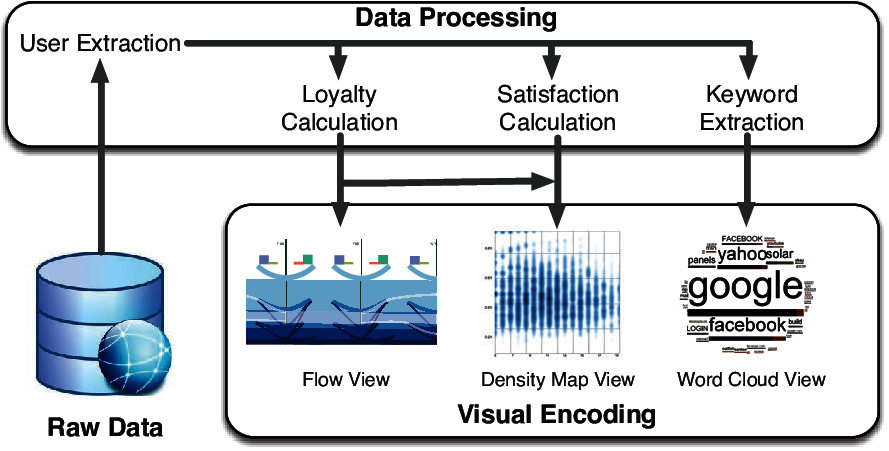 Data Processing
User Extraction
Loyalty
Calculation
Satisfaction
Calculation
Keyword
Extraction
FACEBOOK
panels yahoo solar
google
LOGIN facebook build
Flow View
Density Map View
Word Cloud View
Raw Data
Visual Encoding